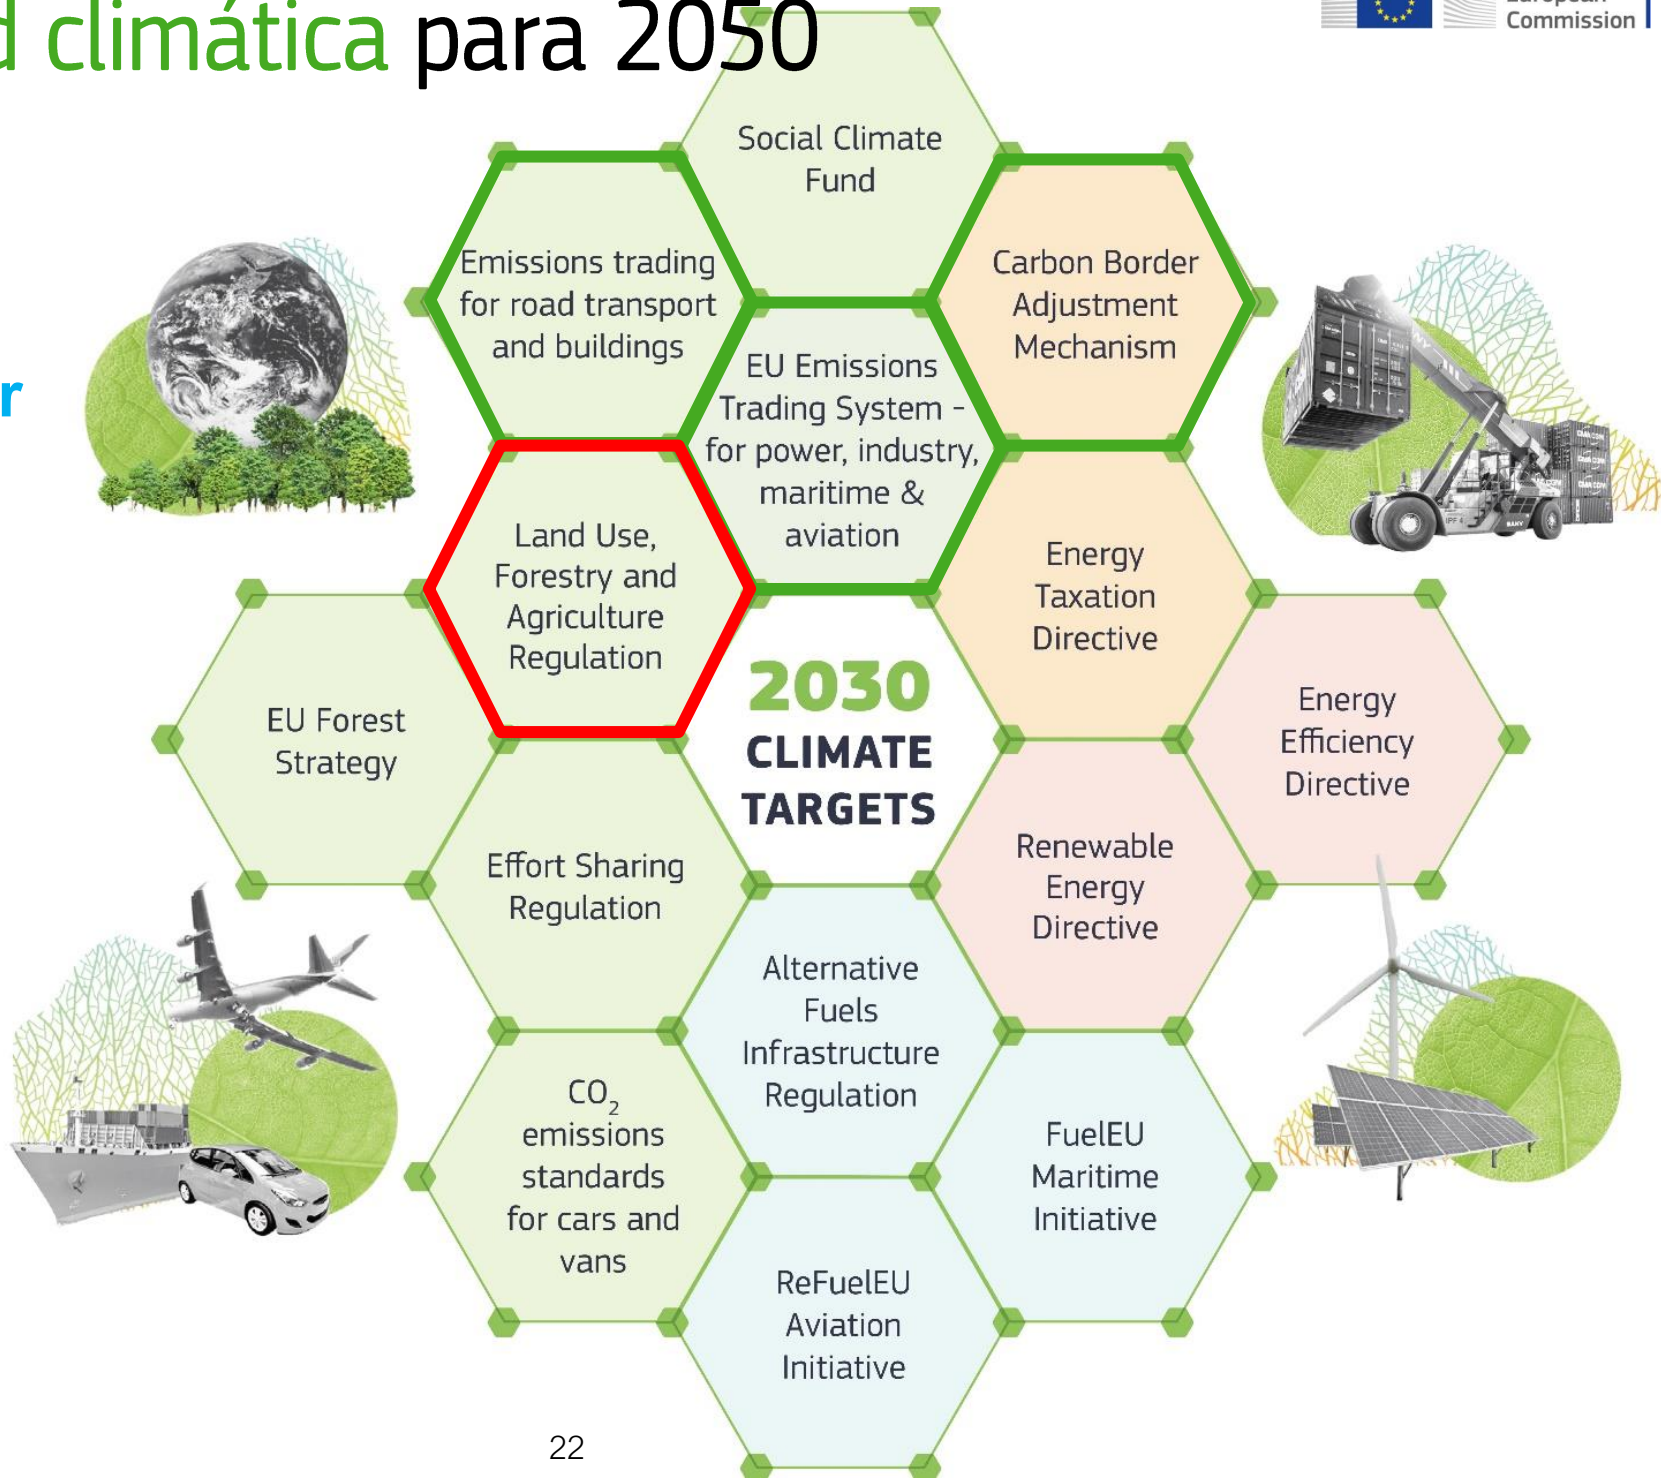 climática para 2050
Commission
Social Climate
Fund
Emissions trading
for road transport
and buildings
Carbon Border
Adjustment
Mechanism
EU Emissions
Trading System -
for power, industry,
maritime &
aviation
Land Use,
Forestry and
Agriculture
Regulation
Energy
Taxation
Directive
2030
CLIMATE
TARGETS
EU Forest
Strategy
Energy
Efficiency
Directive
Effort Sharing
Regulation
Renewable
Energy
Directive
Alternative
Fuels
Infrastructure
Regulation
CO₂
emissions
standards
for cars and
vans
FuelEU
Maritime
Initiative
ReFuelEU
Aviation
Initiative
22